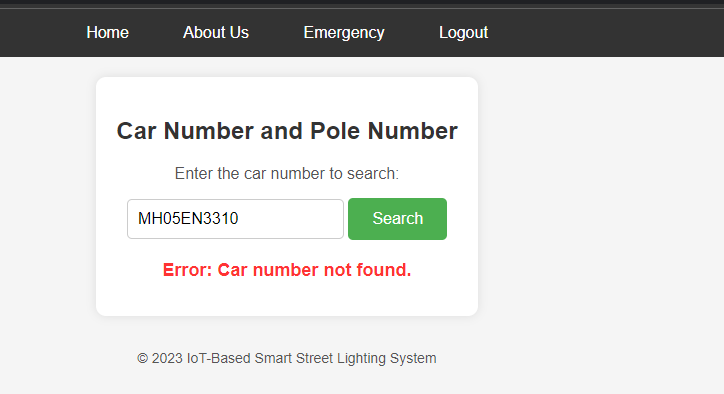 Home About Us Emergency Logout
Car Number and Pole Number
Enter the car number to search:
MH05EN3310 Search
Error: Car number not found.
© 2023 IoT-Based Smart Street Lighting System